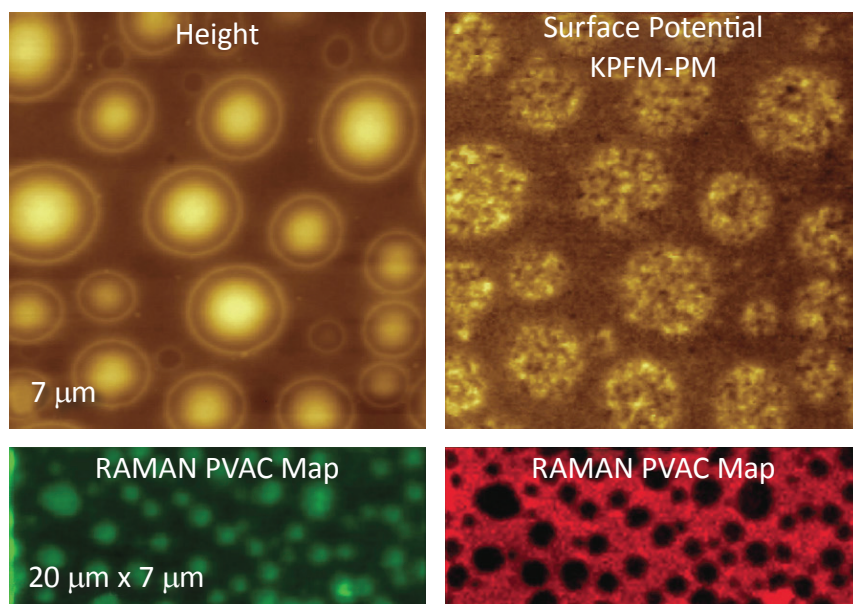 Height
Surface Potential
KPFM-PM
7 μm
RAMAN PVAC Map
RAMAN PVAC Map
20 μm x 7 μm